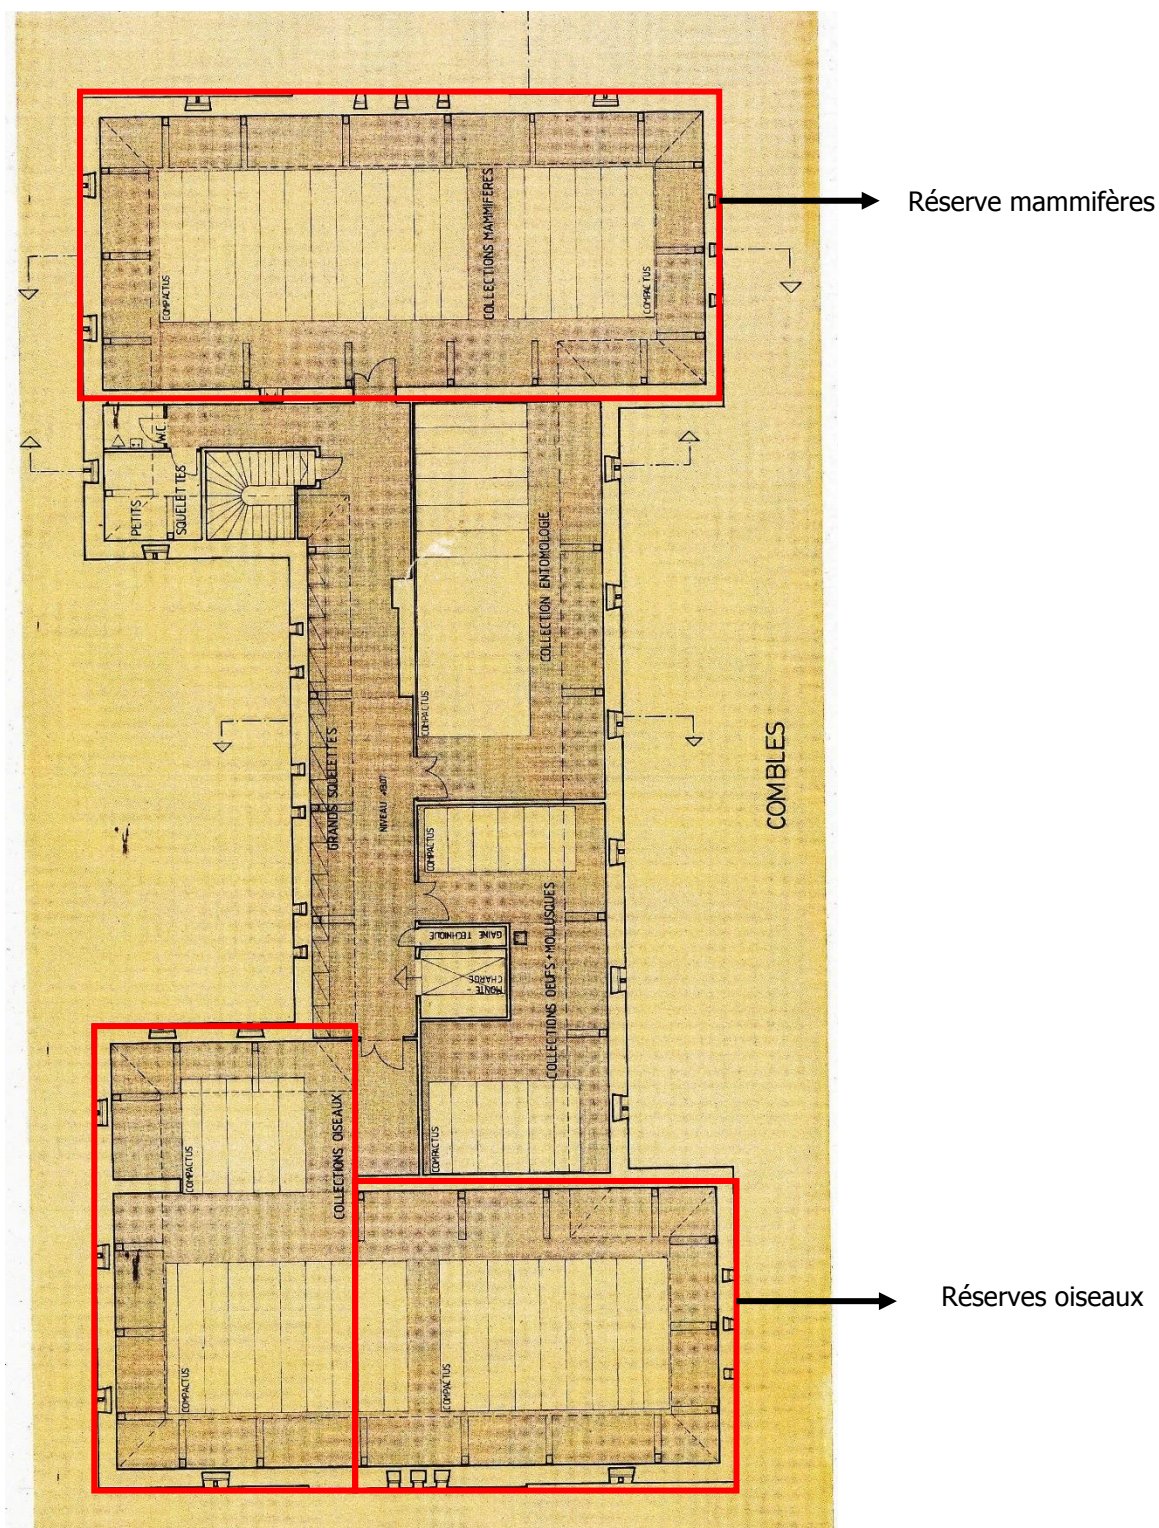 Réserve mammifères
COLLECTIONS MAMMIFERES
COMPACTUS
COMPACTUS
W.C.
PETITS
SQUELETTES
COLLECTION ENTOMOLOGIE
COMPACTUS
GRANDS SQUELETTES
COMBLES
COMPACTUS
GAINE TECHNIQUE
MONTE-
CHARGE
COLLECTIONS OEUFS+MOLLUSQUES
COMPACTUS
COLLECTIONS OISEAUX
COMPACTUS
COMPACTUS
COMPACTUS
Réserves oiseaux
NIVEAU